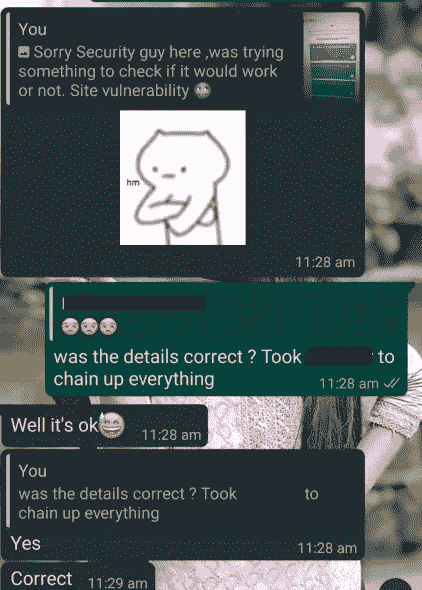 You
Sorry Security guy here ,was trying
something to check if it would work
or not. Site vulnerability
hm
11:28 am
was the details correct ? Took to
chain up everything
11:28 am
Well it's ok
11:28 am
You
was the details correct ? Took to
chain up everything
Yes
11:28 am
Correct
11:29 am